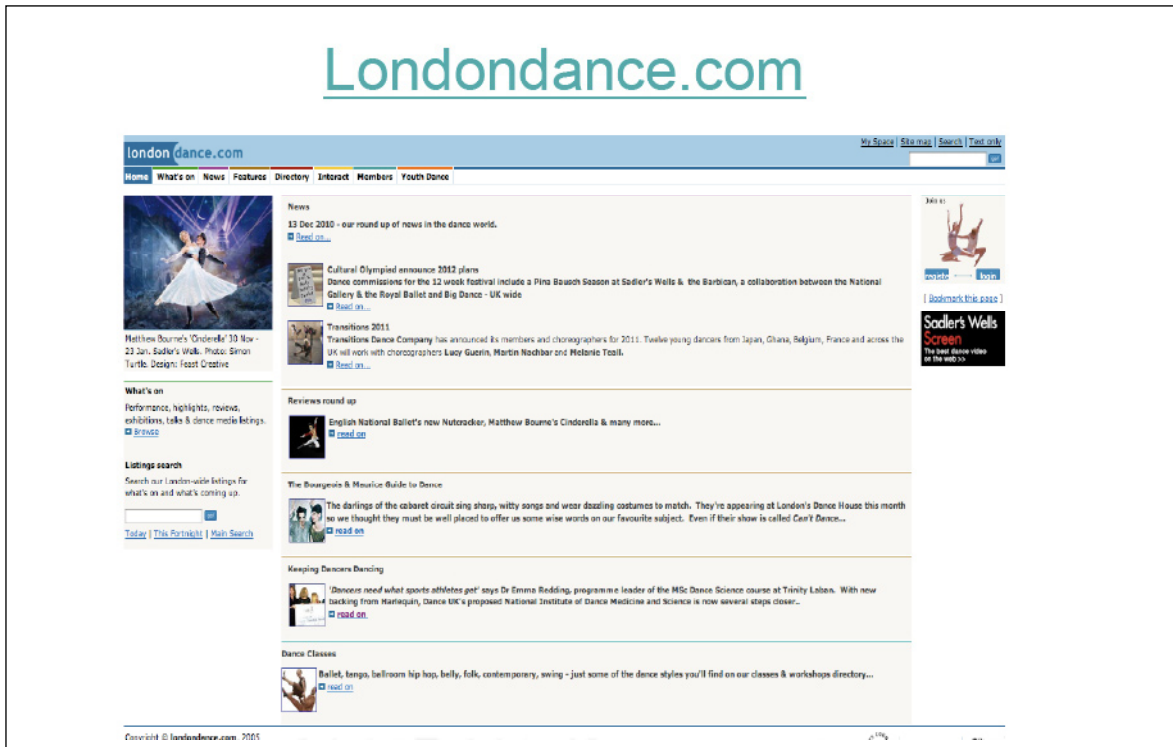 Londondance.com
london dance.com
My Space | Site map | Search | Text only
Home What's on News Features Directory Interact Members Youth Dance
Matthew Bourne's 'Cinderella' 30 Nov -
23 Jan. Sadler's Wells. Photo: Simon
Turtle. Design: Feast Creative
What's on
Performance, highlights, reviews,
exhibitions, talks & dance media listings.
Browse
Listings search
Search our London-wide listings for
what's on and what's coming up.
Today | This Fortnight | Main Search
News
13 Dec 2010 - our round up of news in the dance world.
Read on...
Cultural Olympiad announce 2012 plans
Dance commissions for the 12 week festival include a Pina Bausch Season at Sadler's Wells & the Barbican, a collaboration between the National
Gallery & the Royal Ballet and Big Dance - UK wide
Read on...
Transitions 2011
Transitions Dance Company has announced its members and choreographers for 2011. Twelve young dancers from Japan, Ghana, Belgium, France and across the
UK will work with choreographers Lucy Guerin, Martin Nachbar and Melanie Teall.
Read on...
Reviews round up
English National Ballet's new Nutcracker, Matthew Bourne's Cinderella & many more...
read on
The Bourgeois & Maurice Guide to Dance
The darlings of the cabaret circuit sing sharp, witty songs and wear dazzling costumes to match. They're appearing at London's Dance House this month
so we thought they must be well placed to offer us some wise words on our favourite subject. Even if their show is called Can't Dance...
read on
Keeping Dancers Dancing
'Dancers need what sports athletes get' says Dr Emma Redding, programme leader of the MSc Dance Science course at Trinity Laban. With new
backing from Harlequin, Dance UK's proposed National Institute of Dance Medicine and Science is now several steps closer..
read on
Dance Classes
Ballet, tango, ballroom hip hop, belly, folk, contemporary, swing - just some of the dance styles you'll find on our classes & workshops directory...
read on
Join us
register login
[ Bookmark this page ]
Sadler's Wells
Screen
The best dance video
on the web >>
Copyright © londondance.com, 2005